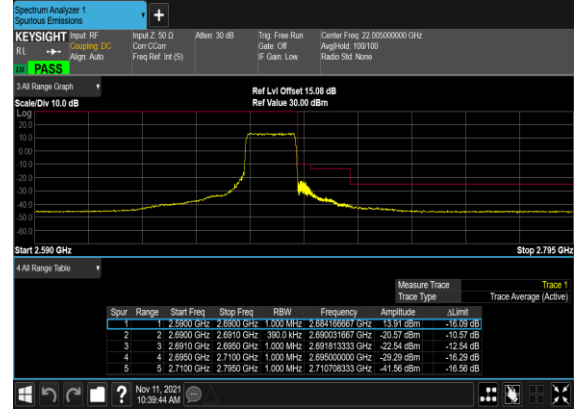 Spectrum Analyzer 1
Spurious Emissions
KEYSIGHT Input: RF Input Z: 50 Ω Atten: 30 dB Trig: Free Run Center Freq: 22.005000000 GHz
RL Coupling: DC Corr CCorr Gate: Off Avg|Hold: 100/100
Align: Auto Freq Ref: Int (S) IF Gain: Low Radio Std: None
PASS
3 All Range Graph
Ref Lvl Offset 15.08 dB
Scale/Div 10.0 dB Ref Value 30.00 dBm
Log
20.0
10.0
0.00
-10.0
-20.0
-30.0
-40.0
-50.0
-60.0
Start 2.590 GHz Stop 2.795 GHz
4 All Range Table
Measure Trace Trace 1
Trace Type Trace Average (Active)
Spur Range Start Freq Stop Freq RBW Frequency Amplitude ΔLimit
1 1 2.5900 GHz 2.6900 GHz 1.000 MHz 2.684166667 GHz 13.91 dBm -16.09 dB
2 2 2.6900 GHz 2.6910 GHz 390.0 kHz 2.690031667 GHz -20.57 dBm -10.57 dB
3 3 2.6910 GHz 2.6950 GHz 1.000 MHz 2.691813333 GHz -22.54 dBm -12.54 dB
4 4 2.6950 GHz 2.7100 GHz 1.000 MHz 2.695000000 GHz -29.29 dBm -16.29 dB
5 5 2.7100 GHz 2.7950 GHz 1.000 MHz 2.710708333 GHz -41.56 dBm -16.56 dB
Nov 11, 2021
10:39:44 AM